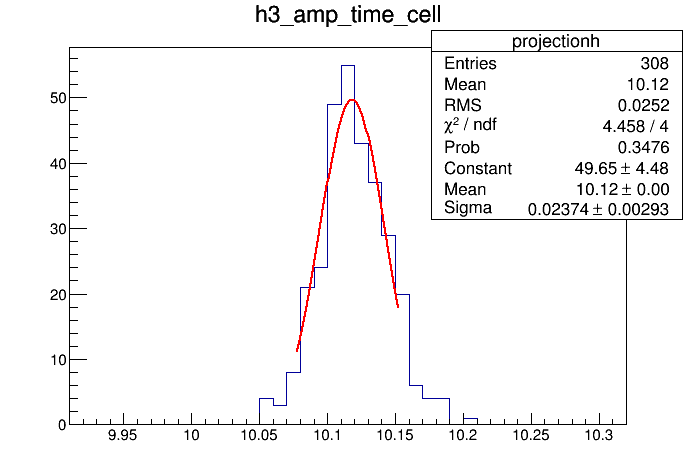 h3_amp_time_cell
projectionh
Entries 308
Mean 10.12
RMS 0.0252
χ² / ndf 4.458 / 4
Prob 0.3476
Constant 49.65 ± 4.48
Mean 10.12 ± 0.00
Sigma 0.02374 ± 0.00293
50
40
30
20
10
0
9.95 10 10.05 10.1 10.15 10.2 10.25 10.3